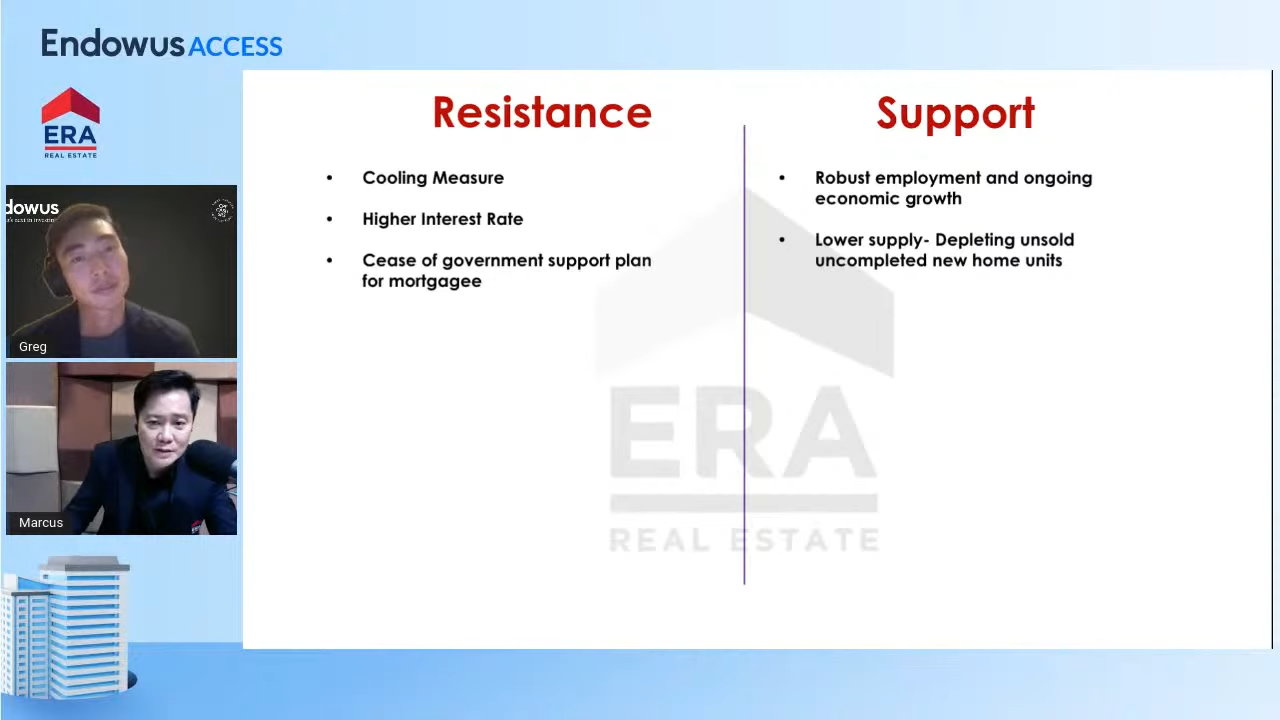 Endowus ACCESS
ERA
REAL ESTATE
dowus
Greg
Marcus
Resistance
• Cooling Measure
• Higher Interest Rate
• Cease of government support plan
for mortgagee
Support
• Robust employment and ongoing
economic growth
• Lower supply- Depleting unsold
uncompleted new home units
ERA
REAL ESTATE